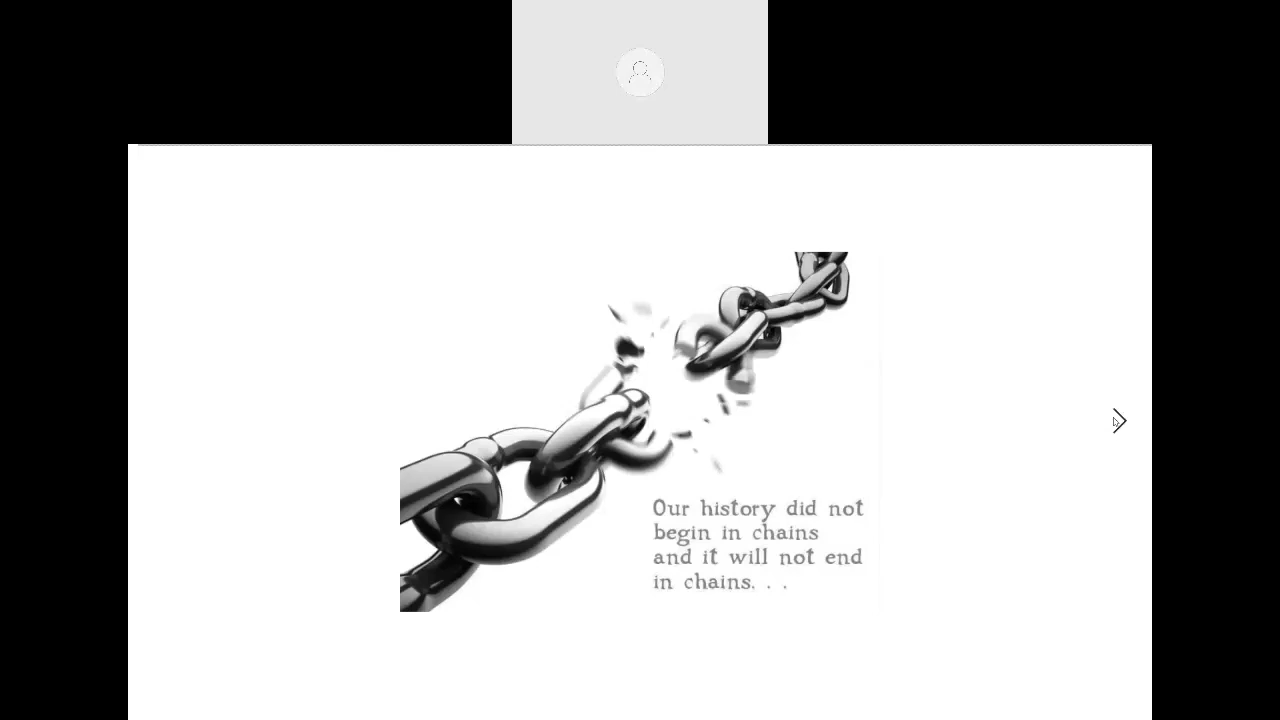 Our history did not
begin in chains
and it will not end
in chains. . .